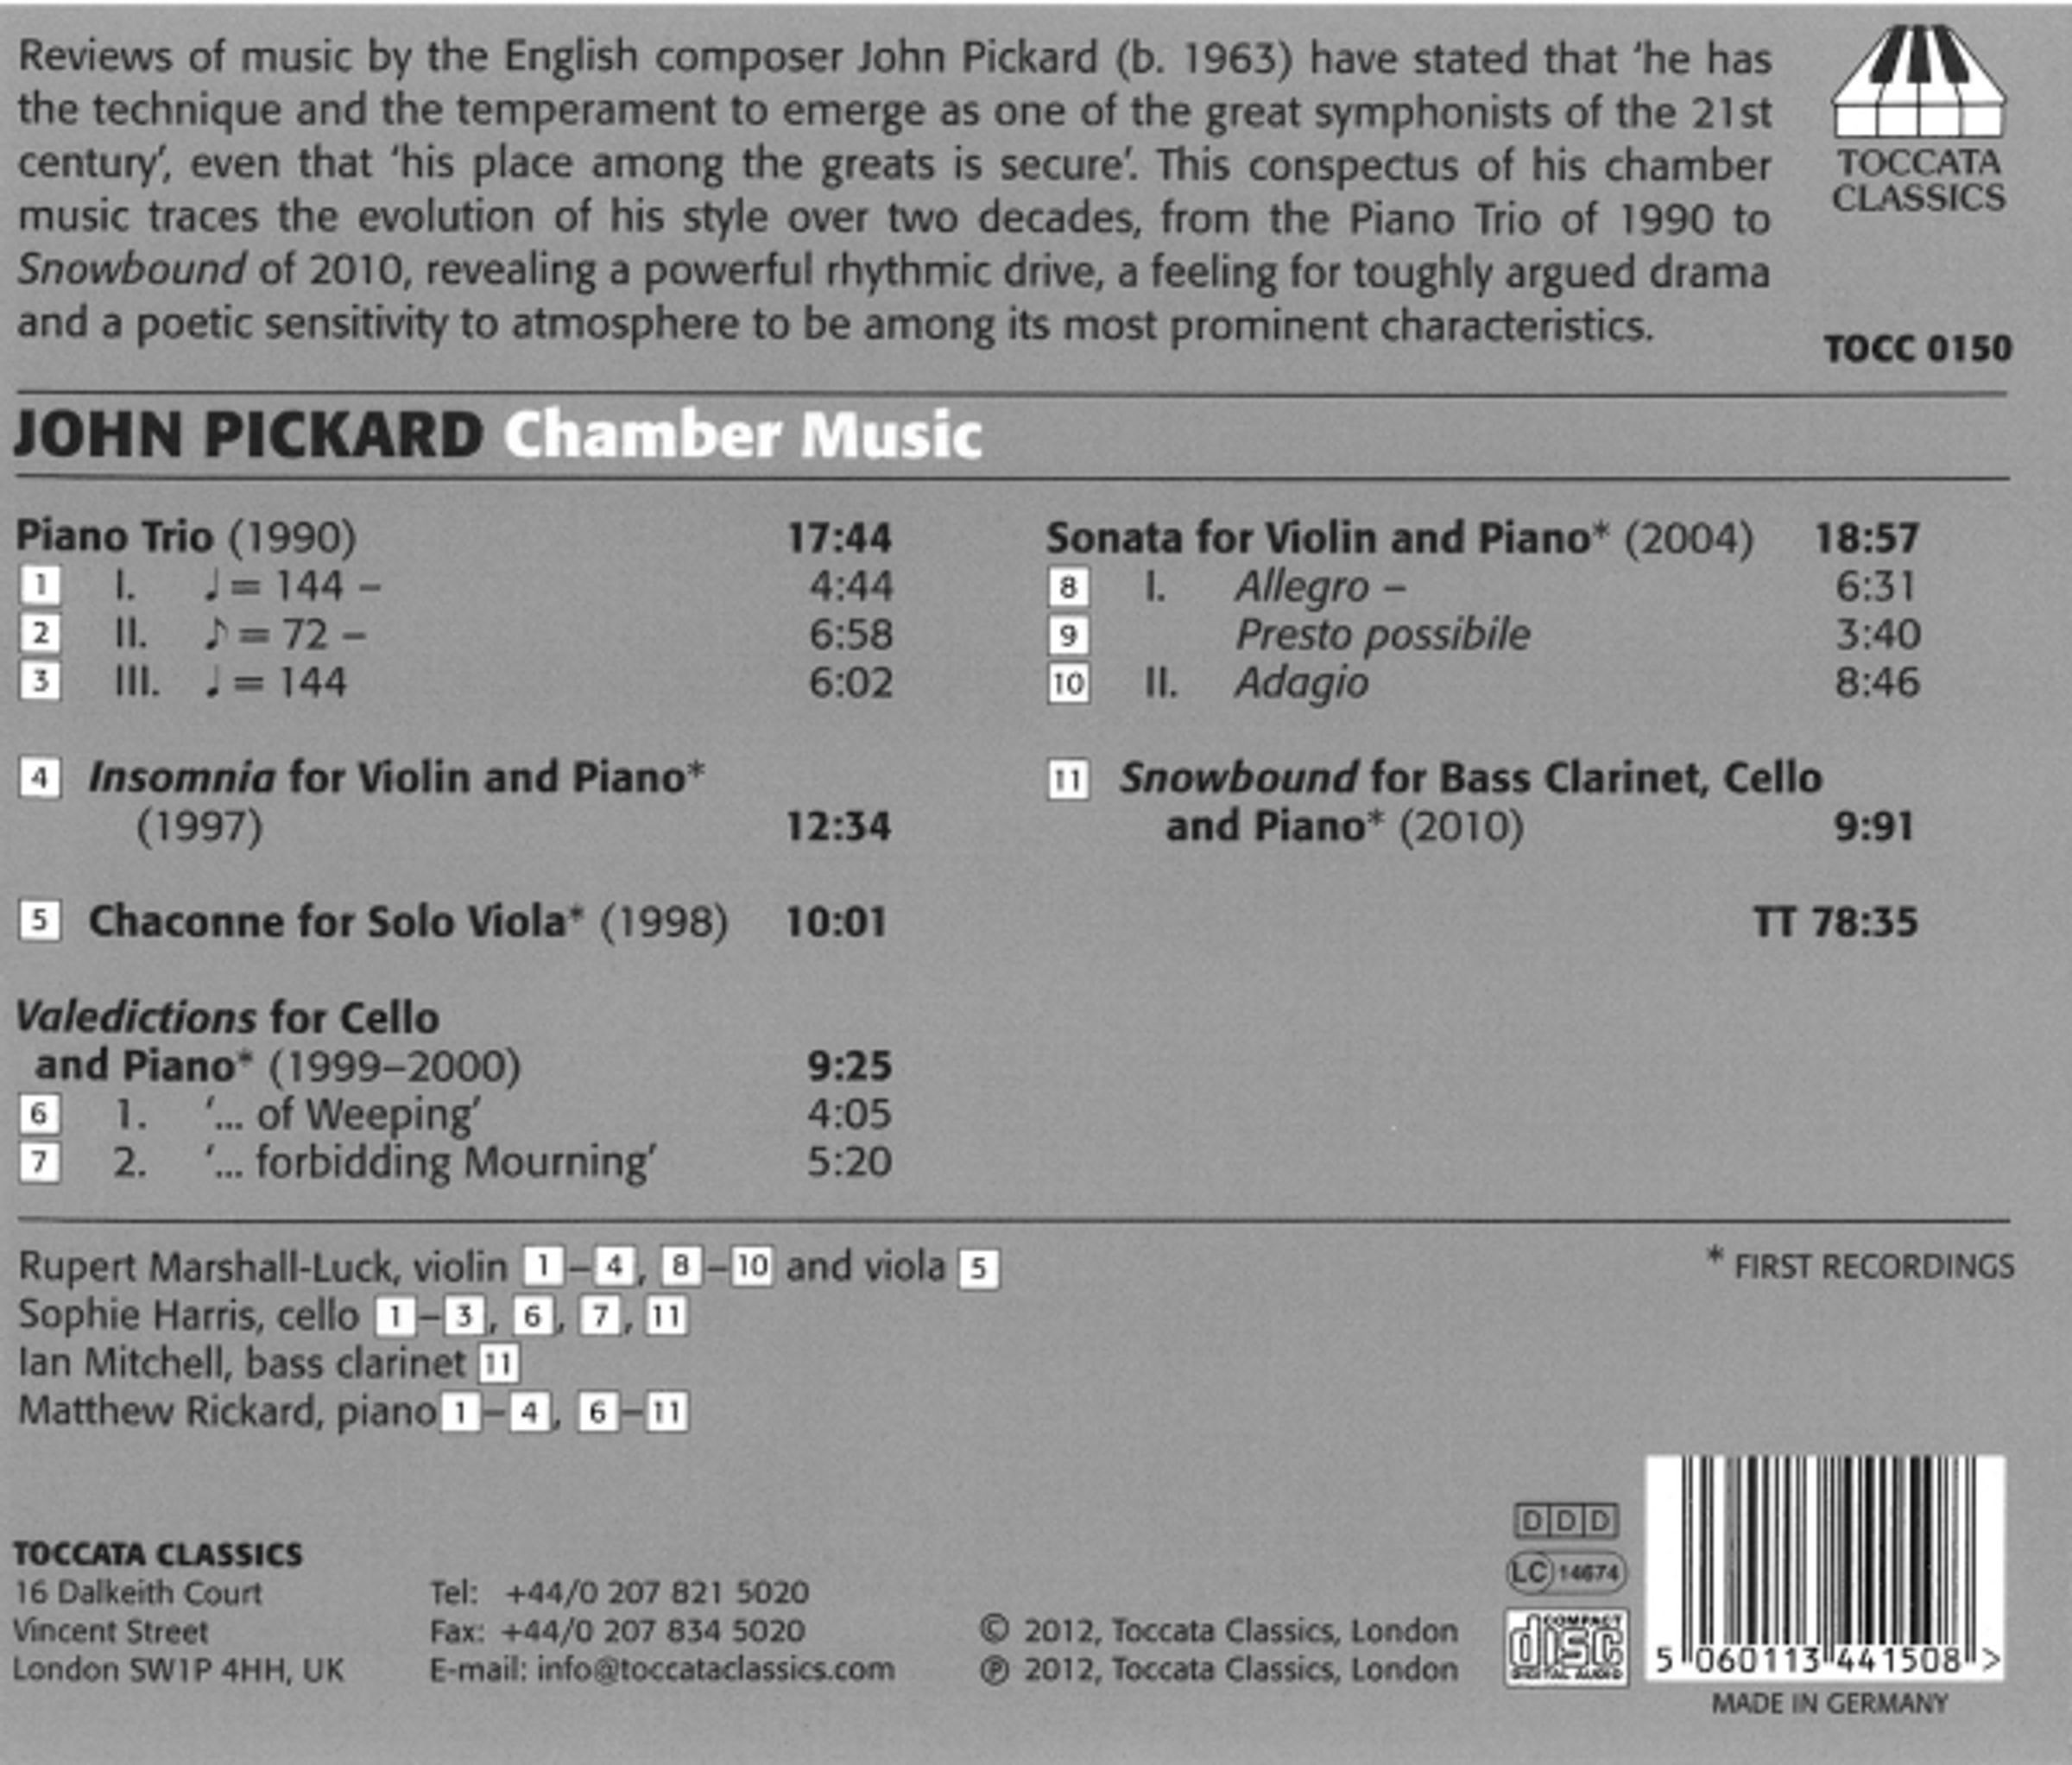 Reviews of music by the English composer John Pickard (b. 1963) have stated that ‘he has
the technique and the temperament to emerge as one of the great symphonists of the 21st
century’, even that ‘his place among the greats is secure’. This conspectus of his chamber
music traces the evolution of his style over two decades, from the Piano Trio of 1990 to
Snowbound of 2010, revealing a powerful rhythmic drive, a feeling for toughly argued drama
and a poetic sensitivity to atmosphere to be among its most prominent characteristics.
TOCCATA
CLASSICS
TOCC 0150
JOHN PICKARD Chamber Music
Piano Trio (1990) 17:44
1 I. ♩ = 144 – 4:44
2 II. ♪ = 72 – 6:58
3 III. ♩ = 144 6:02
4 Insomnia for Violin and Piano*
(1997) 12:34
5 Chaconne for Solo Viola* (1998) 10:01
Valedictions for Cello
and Piano* (1999–2000) 9:25
6 1. ‘... of Weeping’ 4:05
7 2. ‘... forbidding Mourning’ 5:20
Sonata for Violin and Piano* (2004) 18:57
8 I. Allegro – 6:31
9 Presto possibile 3:40
10 II. Adagio 8:46
11 Snowbound for Bass Clarinet, Cello
and Piano* (2010) 9:91
TT 78:35
Rupert Marshall-Luck, violin 1–4, 8–10 and viola 5
Sophie Harris, cello 1–3, 6, 7, 11
Ian Mitchell, bass clarinet 11
Matthew Rickard, piano 1–4, 6–11
* FIRST RECORDINGS
TOCCATA CLASSICS
16 Dalkeith Court
Vincent Street
London SW1P 4HH, UK
Tel: +44/0 207 821 5020
Fax: +44/0 207 834 5020
E-mail: info@toccataclassics.com
© 2012, Toccata Classics, London
℗ 2012, Toccata Classics, London
DDD
LC 14674
COMPACT
disc
DIGITAL AUDIO
5 060113 441508 >
MADE IN GERMANY